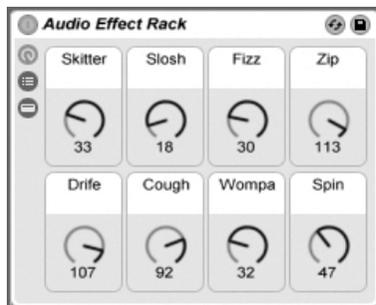 Audio Effect Rack
Skitter Slosh Fizz Zip
33 18 30 113
Drife Cough Wompa Spin
107 92 32 47